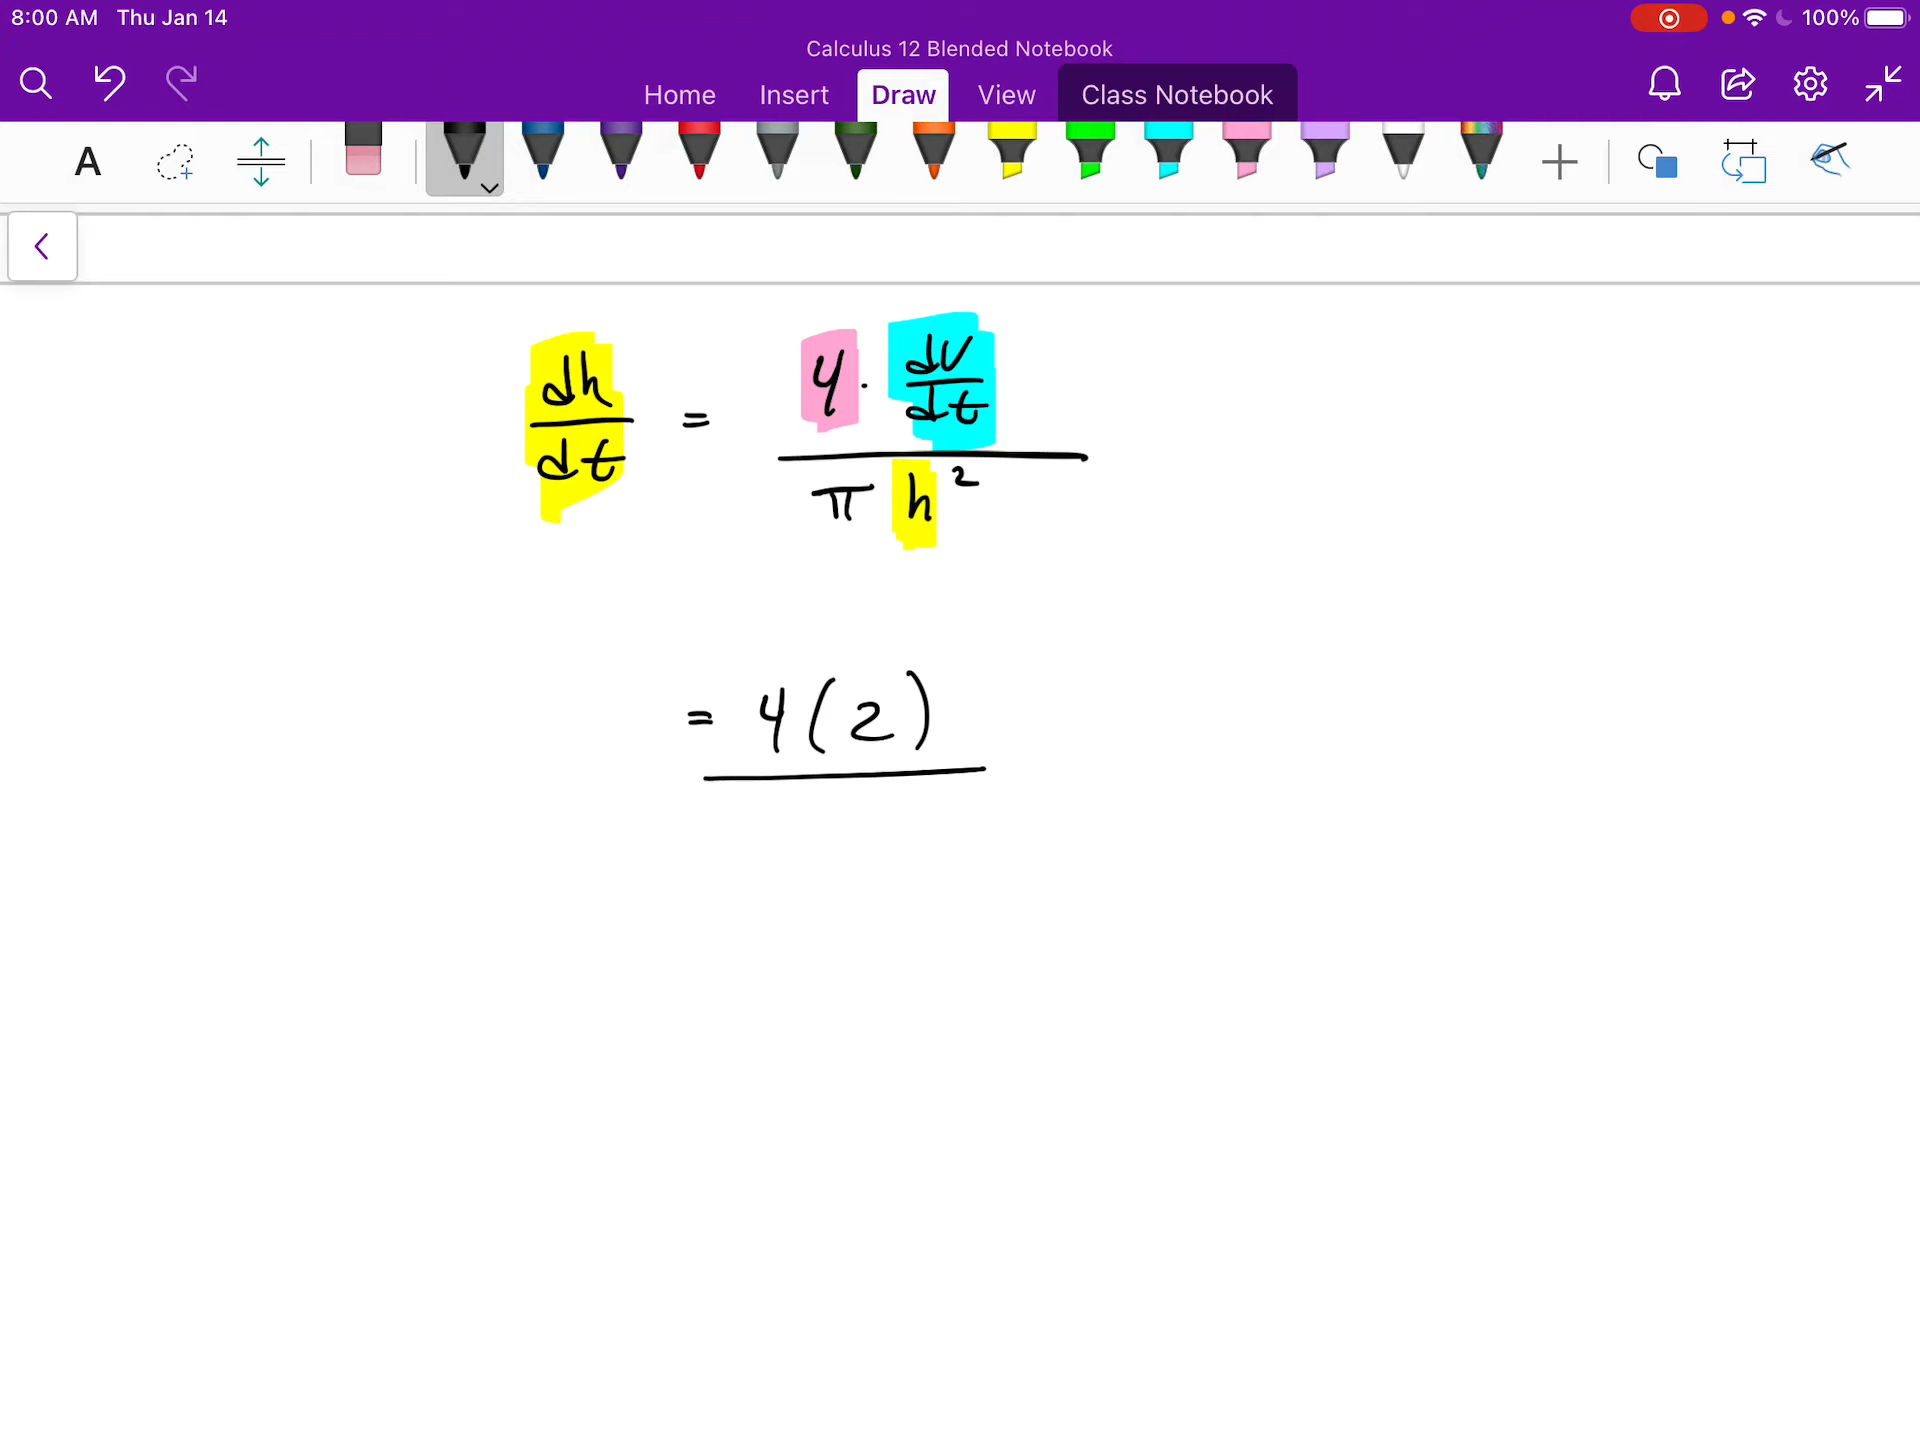 8:00 AM Thu Jan 14 100%
Calculus 12 Blended Notebook
Home Insert Draw View Class Notebook
A
dh/dt = 4 · dV/dt / π h²
= 4 ( 2 )